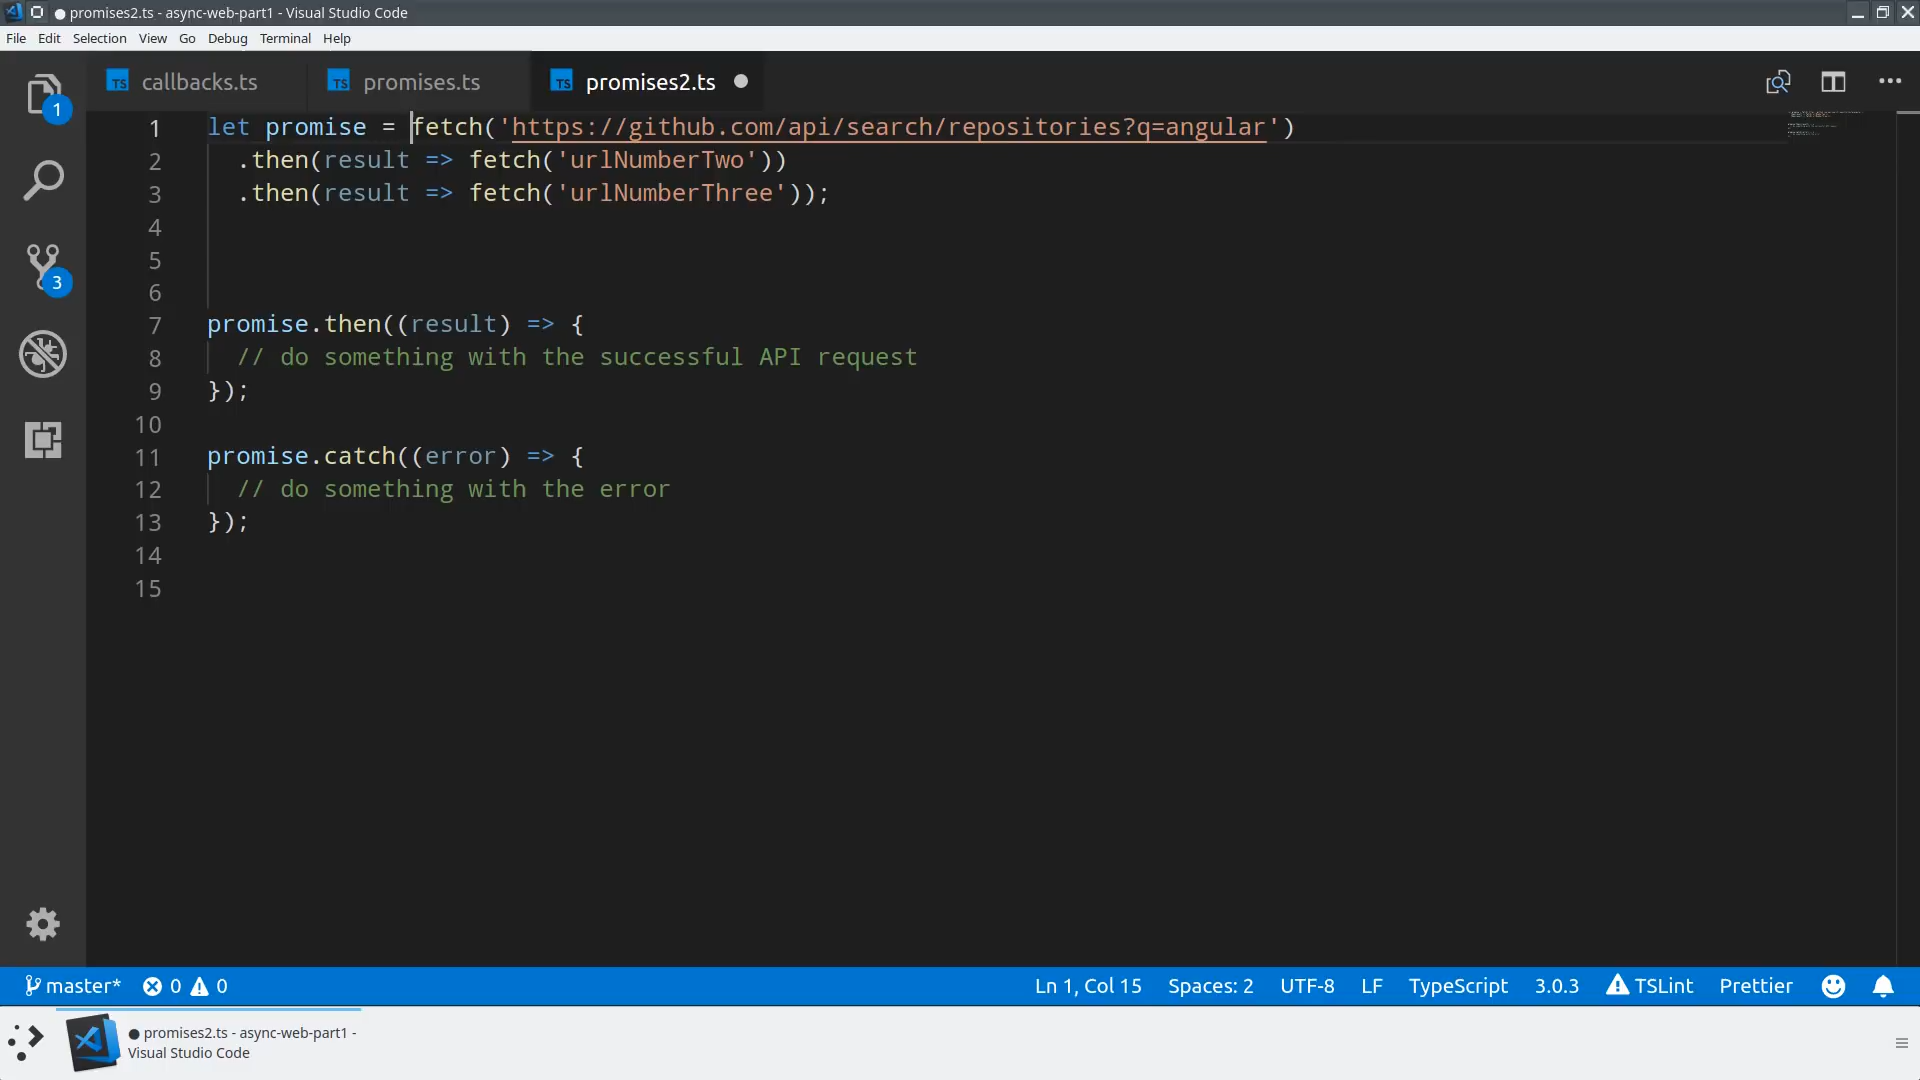 ● promises2.ts - async-web-part1 - Visual Studio Code
File Edit Selection View Go Debug Terminal Help
TS callbacks.ts TS promises.ts TS promises2.ts ●
1
3
1 let promise = fetch('https://github.com/api/search/repositories?q=angular')
2 .then(result => fetch('urlNumberTwo'))
3 .then(result => fetch('urlNumberThree'));
4
5
6
7 promise.then((result) => {
8 // do something with the successful API request
9 });
10
11 promise.catch((error) => {
12 // do something with the error
13 });
14
15
master* 0 0 Ln 1, Col 15 Spaces: 2 UTF-8 LF TypeScript 3.0.3 TSLint Prettier
● promises2.ts - async-web-part1 -
Visual Studio Code